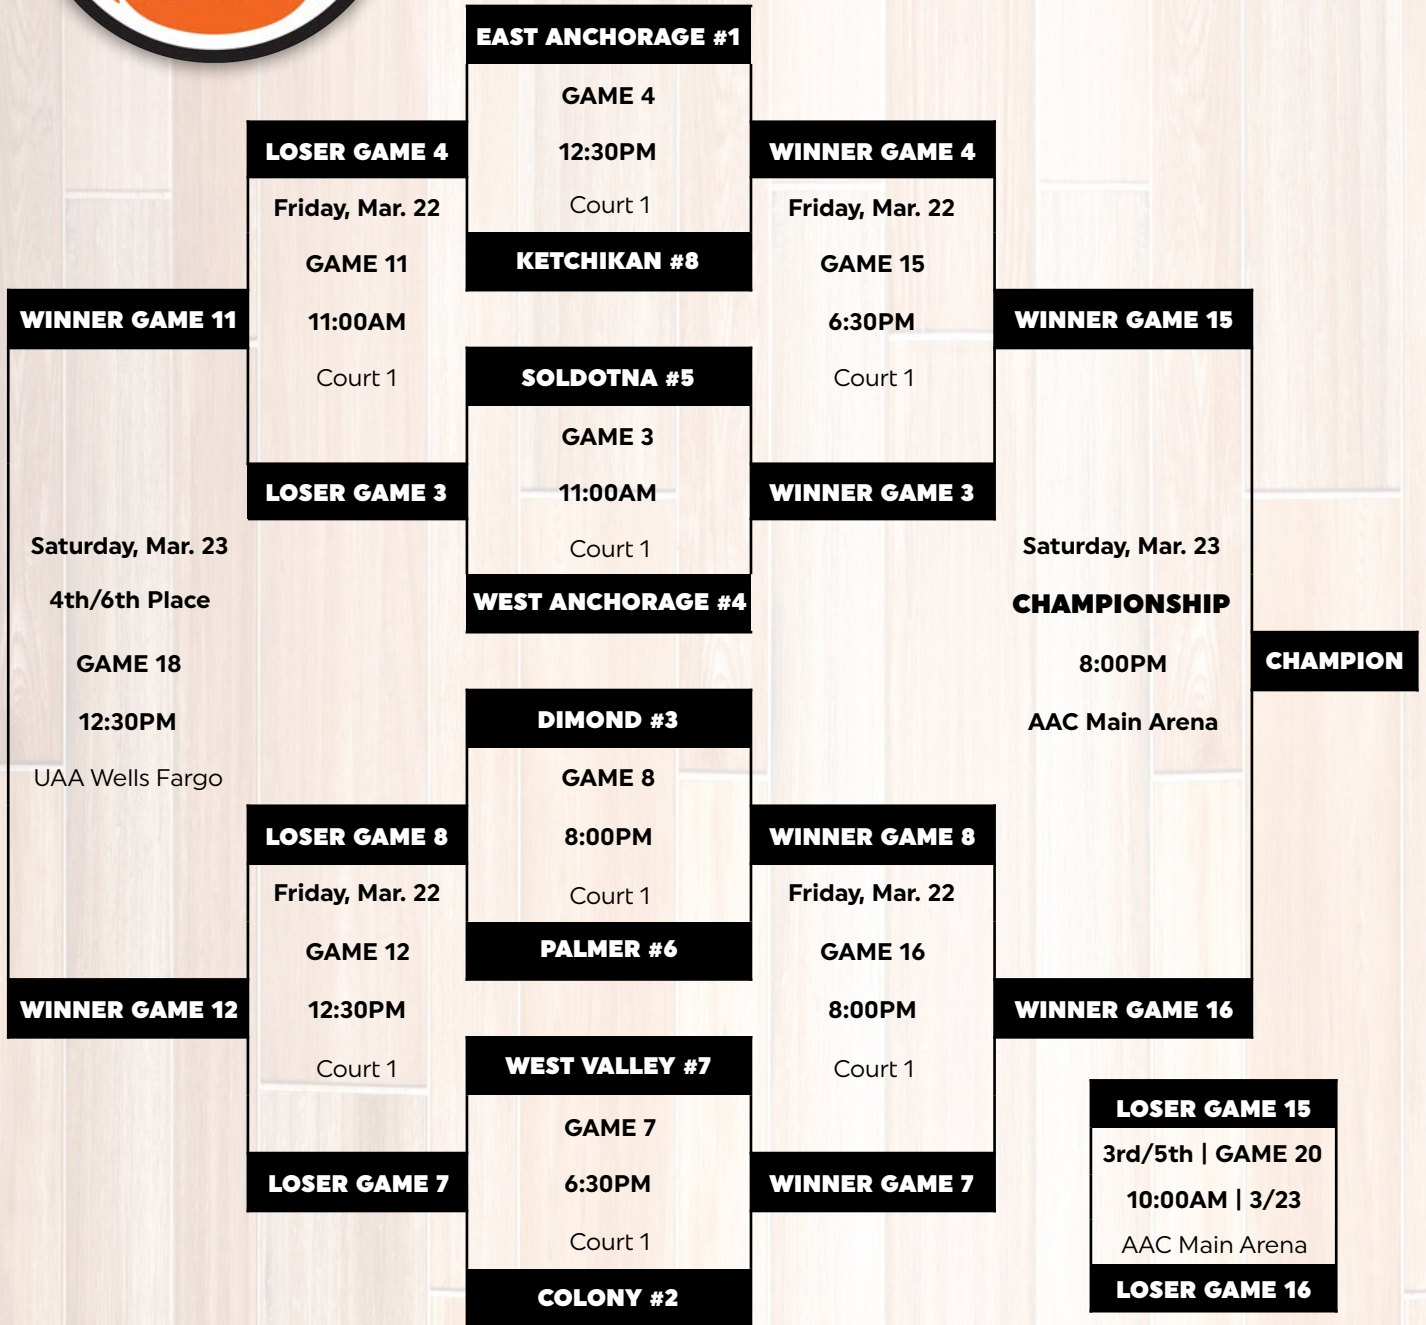 EAST ANCHORAGE #1
GAME 4
12:30PM
Court 1
KETCHIKAN #8
LOSER GAME 4
Friday, Mar. 22
GAME 11
11:00AM
Court 1
LOSER GAME 3
WINNER GAME 4
Friday, Mar. 22
GAME 15
6:30PM
Court 1
WINNER GAME 3
WINNER GAME 11
Saturday, Mar. 23
4th/6th Place
GAME 18
12:30PM
UAA Wells Fargo
WINNER GAME 12
SOLDOTNA #5
GAME 3
11:00AM
Court 1
WEST ANCHORAGE #4
WINNER GAME 15
Saturday, Mar. 23
CHAMPIONSHIP
8:00PM
AAC Main Arena
WINNER GAME 16
CHAMPION
DIMOND #3
GAME 8
8:00PM
Court 1
PALMER #6
LOSER GAME 8
Friday, Mar. 22
GAME 12
12:30PM
Court 1
LOSER GAME 7
WINNER GAME 8
Friday, Mar. 22
GAME 16
8:00PM
Court 1
WINNER GAME 7
WEST VALLEY #7
GAME 7
6:30PM
Court 1
COLONY #2
LOSER GAME 15
3rd/5th | GAME 20
10:00AM | 3/23
AAC Main Arena
LOSER GAME 16